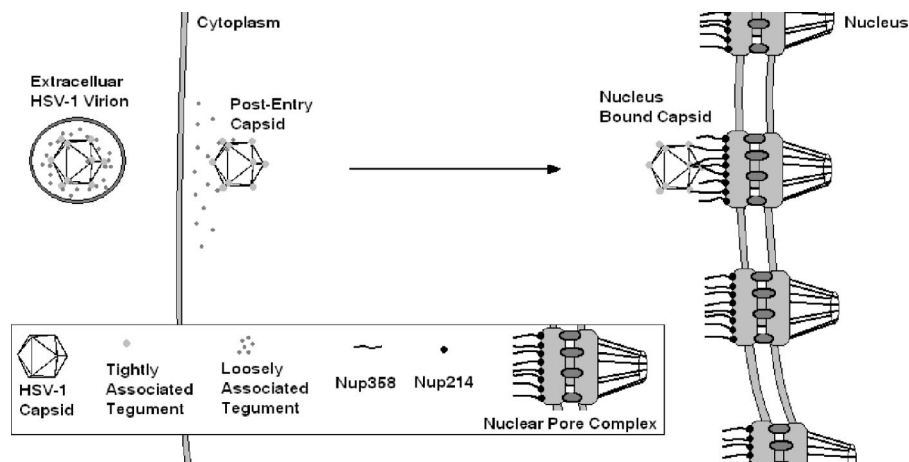 Cytoplasm
Nucleus
Extracelluar
HSV-1 Virion
Post-Entry
Capsid
Nucleus
Bound Capsid
HSV-1
Capsid
Tightly
Associated
Tegument
Loosely
Associated
Tegument
Nup358
Nup214
Nuclear Pore Complex